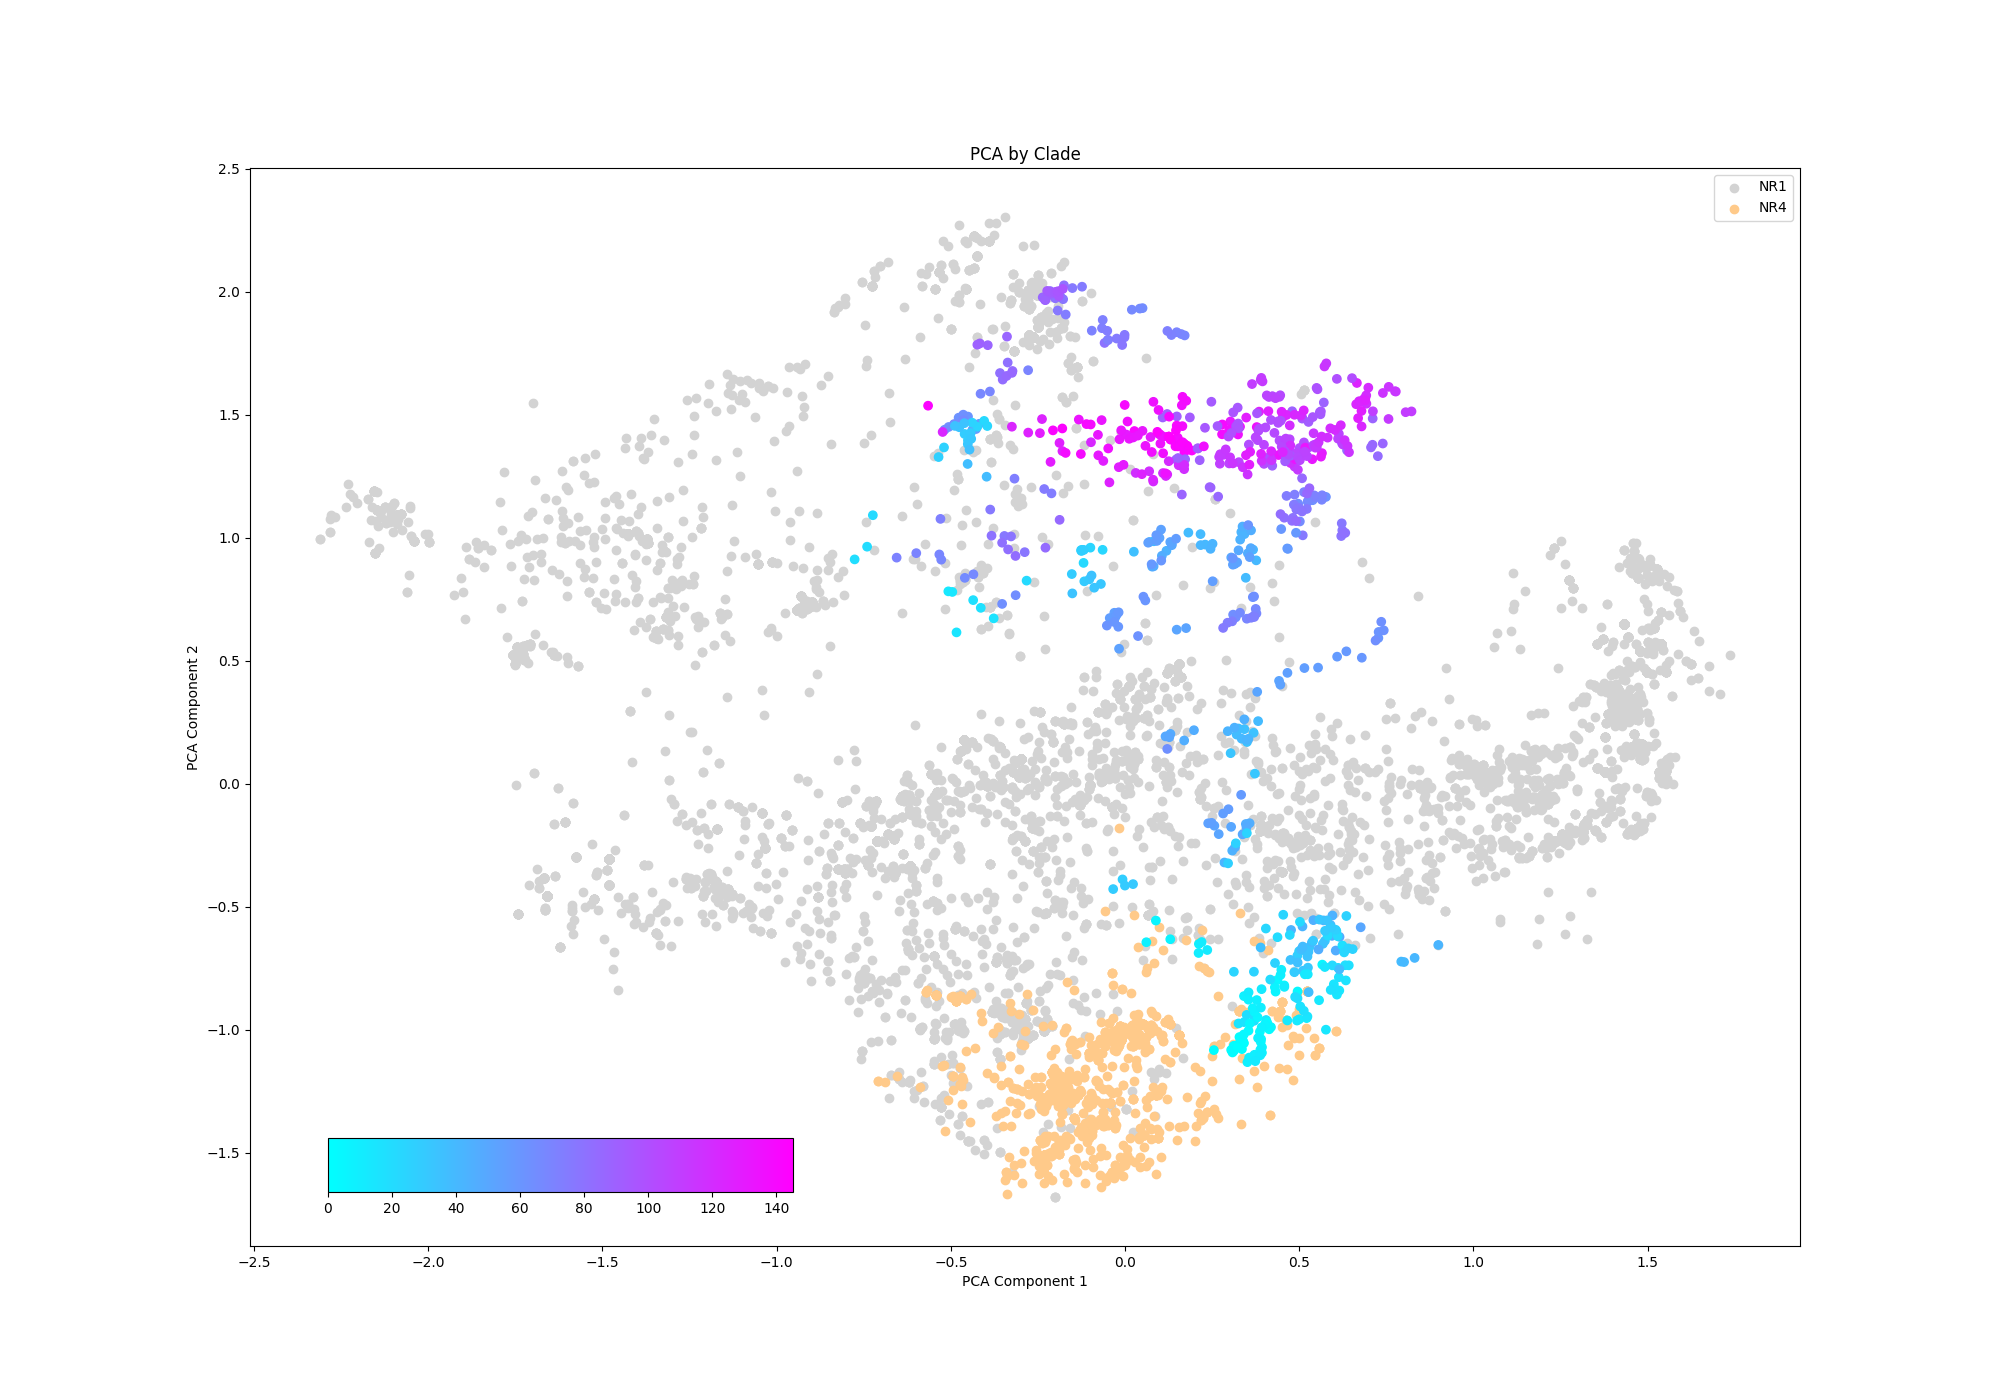 PCA by Clade
NR1
NR4
2.5
2.0
1.5
1.0
0.5
0.0
−0.5
−1.0
−1.5
PCA Component 2
0 20 40 60 80 100 120 140
−2.5 −2.0 −1.5 −1.0 −0.5 0.0 0.5 1.0 1.5
PCA Component 1